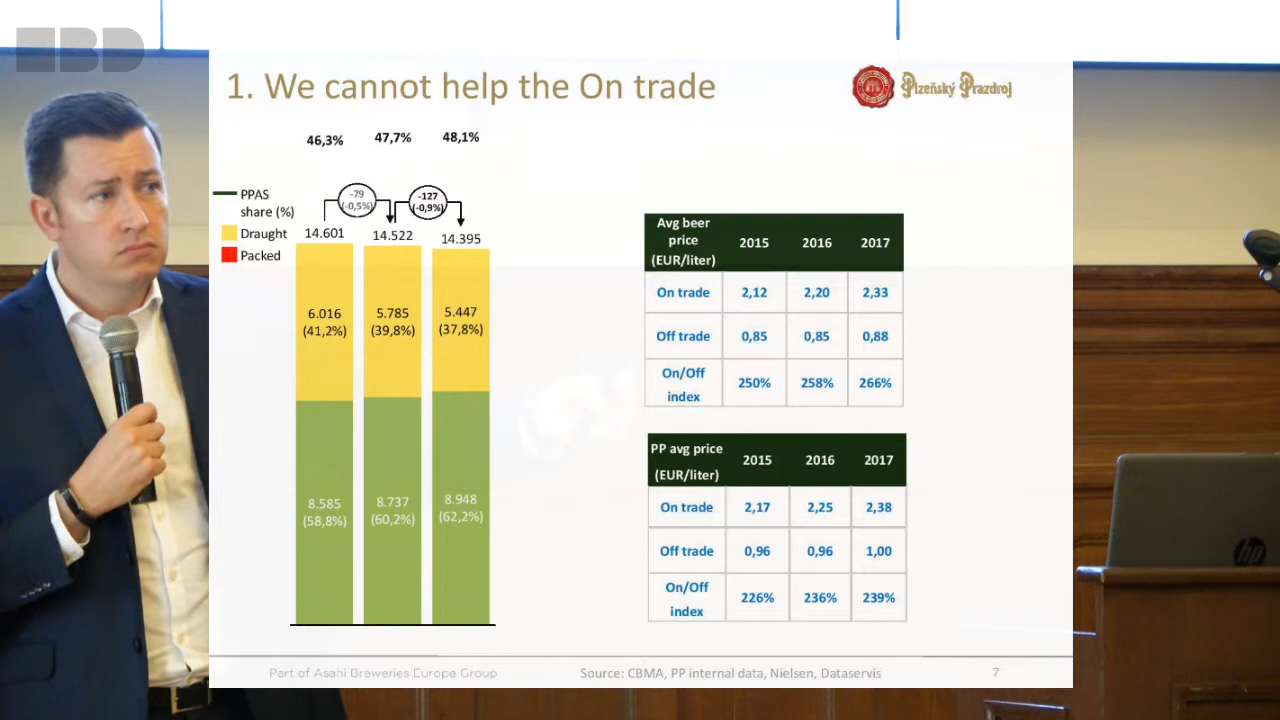 IBD
1. We cannot help the On trade
Plzeňský Prazdroj
46,3%
47,7%
48,1%
PPAS
share (%)
Draught
Packed
-79
(-0,5%)
-127
(-0,9%)
14.601
14.522
14.395
6.016
(41,2%)
5.785
(39,8%)
5.447
(37,8%)
8.585
(58,8%)
8.737
(60,2%)
8.948
(62,2%)
Avg beer
price
(EUR/liter)
2015
2016
2017
On trade
2,12
2,20
2,33
Off trade
0,85
0,85
0,88
On/Off
index
250%
258%
266%
PP avg price
(EUR/liter)
2015
2016
2017
On trade
2,17
2,25
2,38
Off trade
0,96
0,96
1,00
On/Off
index
226%
236%
239%
Part of Asahi Breweries Europe Group
Source: CBMA, PP internal data, Nielsen, Dataservis
7
hp